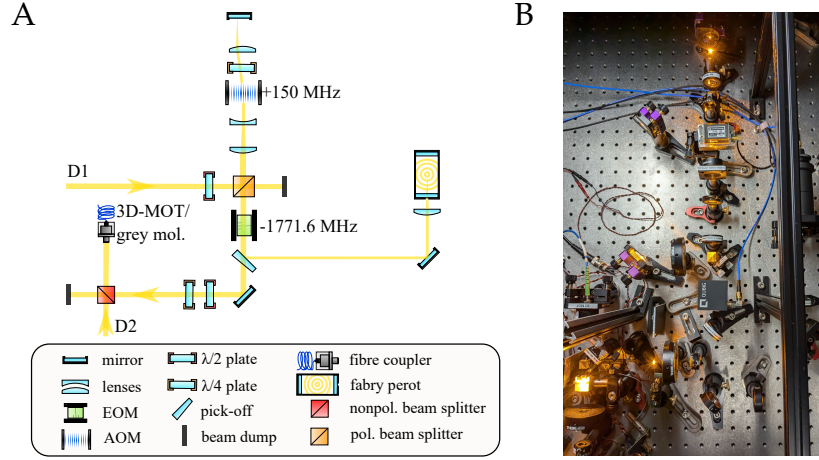 A
B
+150 MHz
D1
3D-MOT/
grey mol.
-1771.6 MHz
D2
mirror
λ/2 plate
fibre coupler
lenses
λ/4 plate
fabry perot
EOM
pick-off
nonpol. beam splitter
AOM
beam dump
pol. beam splitter
QUBIG